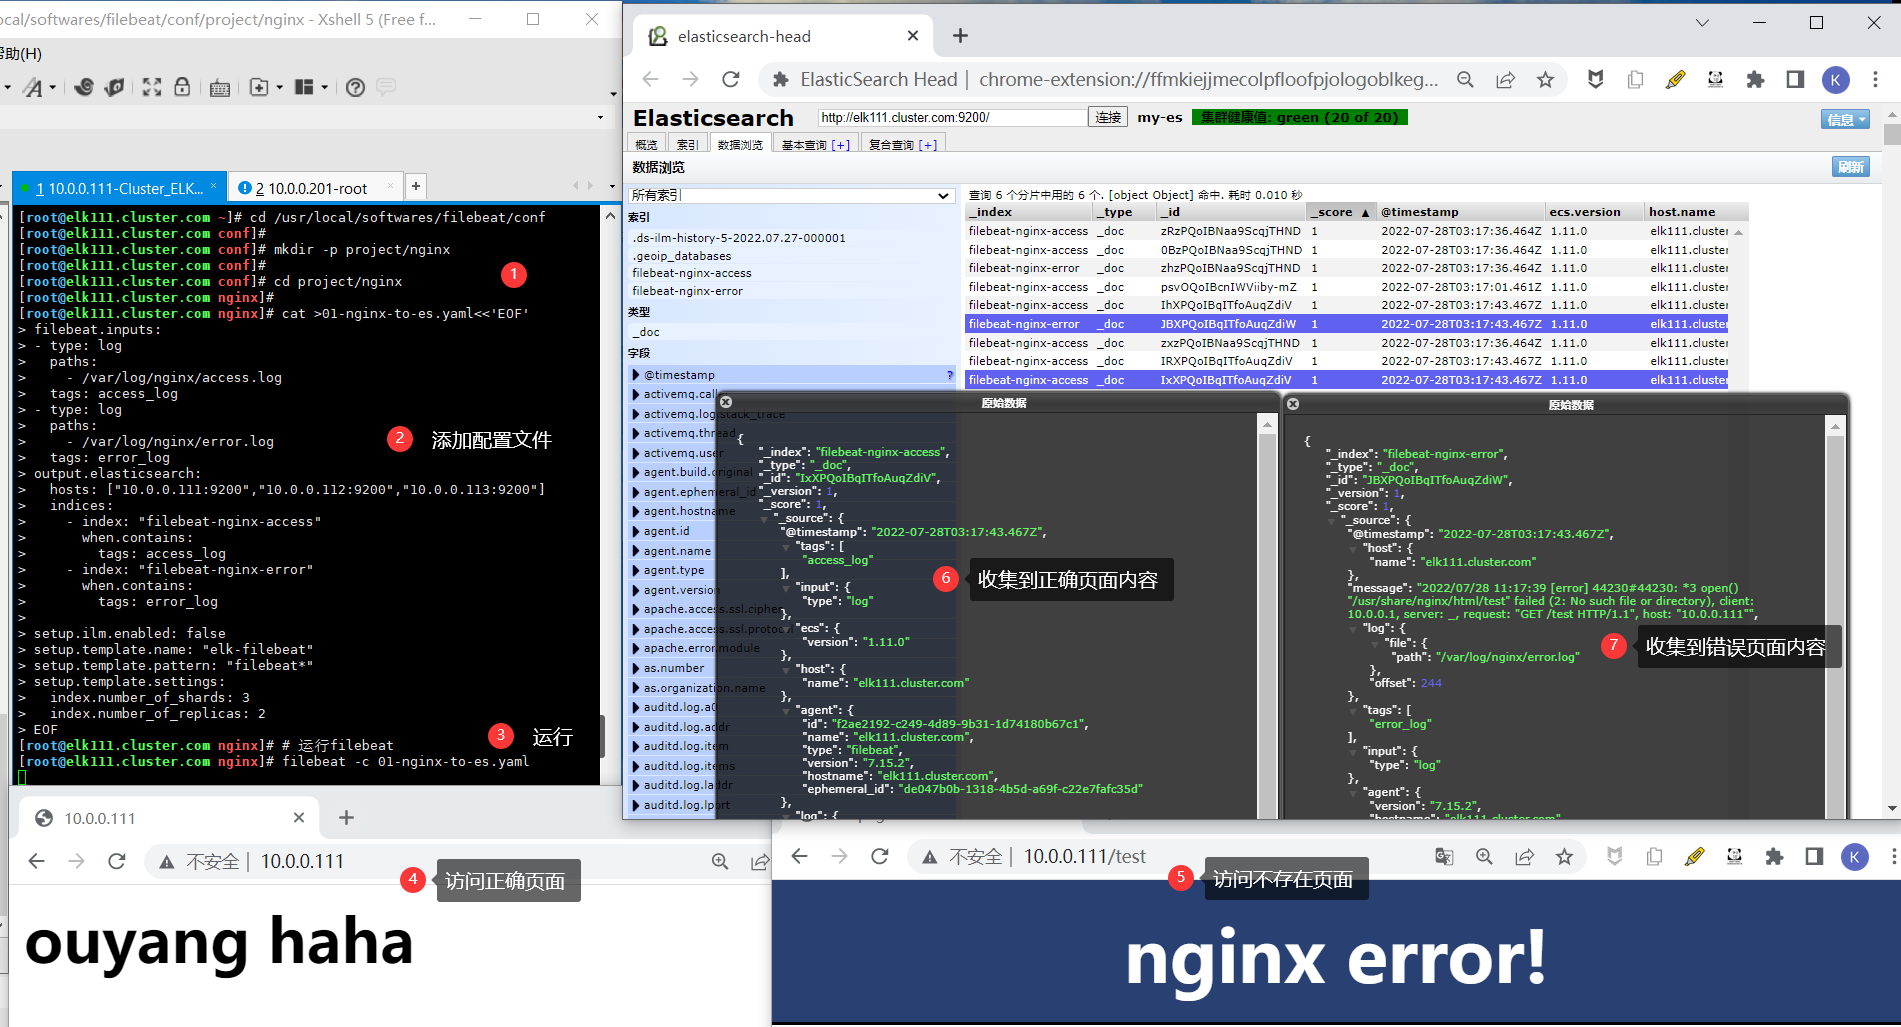 ocal/softwares/filebeat/conf/project/nginx - Xshell 5 (Free f...
帮助(H)
1 10.0.0.111-Cluster_ELK...
2 10.0.0.201-root
[root@elk111.cluster.com ~]# cd /usr/local/softwares/filebeat/conf
[root@elk111.cluster.com conf]#
[root@elk111.cluster.com conf]# mkdir -p project/nginx
[root@elk111.cluster.com conf]#
[root@elk111.cluster.com conf]# cd project/nginx
[root@elk111.cluster.com nginx]#
[root@elk111.cluster.com nginx]# cat >01-nginx-to-es.yaml<<'EOF'
> filebeat.inputs:
> - type: log
>   paths:
>     - /var/log/nginx/access.log
>   tags: access_log
> - type: log
>   paths:
>     - /var/log/nginx/error.log
>   tags: error_log
> output.elasticsearch:
>   hosts: ["10.0.0.111:9200","10.0.0.112:9200","10.0.0.113:9200"]
>   indices:
>     - index: "filebeat-nginx-access"
>       when.contains:
>         tags: access_log
>     - index: "filebeat-nginx-error"
>       when.contains:
>         tags: error_log
>
> setup.ilm.enabled: false
> setup.template.name: "elk-filebeat"
> setup.template.pattern: "filebeat*"
> setup.template.settings:
>   index.number_of_shards: 3
>   index.number_of_replicas: 2
> EOF
[root@elk111.cluster.com nginx]# # 运行filebeat
[root@elk111.cluster.com nginx]# filebeat -c 01-nginx-to-es.yaml
1
2 添加配置文件
3 运行
elasticsearch-head
ElasticSearch Head | chrome-extension://ffmkiejjmecolpfloofpjologoblkeg...
K
Elasticsearch
http://elk111.cluster.com:9200/
连接
my-es
集群健康值: green (20 of 20)
信息
概览 索引 数据浏览 基本查询 [+] 复合查询 [+]
数据浏览
刷新
所有索引
索引
.ds-ilm-history-5-2022.07.27-000001
.geoip_databases
filebeat-nginx-access
filebeat-nginx-error
类型
_doc
字段
@timestamp ?
activemq.call
activemq.log.stack_trace
activemq.thread
activemq.user
agent.build.original
agent.ephemeral_id
agent.hostname
agent.id
agent.name
agent.type
agent.version
apache.access.ssl.cipher
apache.access.ssl.protocol
apache.error.module
as.number
as.organization.name
auditd.log.a0
auditd.log.addr
auditd.log.item
auditd.log.items
auditd.log.laddr
auditd.log.lport
查询 6 个分片中用的 6 个. [object Object] 命中. 耗时 0.010 秒
_index _type _id _score ▲ @timestamp ecs.version host.name
filebeat-nginx-access _doc zRzPQoIBNaa9ScqjTHND 1 2022-07-28T03:17:36.464Z 1.11.0 elk111.cluster
filebeat-nginx-access _doc 0BzPQoIBNaa9ScqjTHND 1 2022-07-28T03:17:36.464Z 1.11.0 elk111.cluster
filebeat-nginx-error _doc zhzPQoIBNaa9ScqjTHND 1 2022-07-28T03:17:36.464Z 1.11.0 elk111.cluster
filebeat-nginx-access _doc psvOQoIBcnIWViiby-mZ 1 2022-07-28T03:17:01.461Z 1.11.0 elk111.cluster
filebeat-nginx-access _doc IhXPQoIBqITfoAuqZdiV 1 2022-07-28T03:17:43.467Z 1.11.0 elk111.cluster
filebeat-nginx-error _doc JBXPQoIBqITfoAuqZdiW 1 2022-07-28T03:17:43.467Z 1.11.0 elk111.cluster
filebeat-nginx-access _doc zxzPQoIBNaa9ScqjTHND 1 2022-07-28T03:17:36.464Z 1.11.0 elk111.cluster
filebeat-nginx-access _doc IRXPQoIBqITfoAuqZdiV 1 2022-07-28T03:17:43.467Z 1.11.0 elk111.cluster
filebeat-nginx-access _doc IxXPQoIBqITfoAuqZdiV 1 2022-07-28T03:17:43.467Z 1.11.0 elk111.cluster
原始数据
{
"_index": "filebeat-nginx-access",
"_type": "_doc",
"_id": "IxXPQoIBqITfoAuqZdiV",
"_version": 1,
"_score": 1,
"_source": {
"@timestamp": "2022-07-28T03:17:43.467Z",
"tags": [
"access_log"
],
"input": {
"type": "log"
},
"ecs": {
"version": "1.11.0"
},
"host": {
"name": "elk111.cluster.com"
},
"agent": {
"id": "f2ae2192-c249-4d89-9b31-1d74180b67c1",
"name": "elk111.cluster.com",
"type": "filebeat",
"version": "7.15.2",
"hostname": "elk111.cluster.com",
"ephemeral_id": "de047b0b-1318-4b5d-a69f-c22e7fafc35d"
},
"log": {
6 收集到正确页面内容
原始数据
{
"_index": "filebeat-nginx-error",
"_type": "_doc",
"_id": "JBXPQoIBqITfoAuqZdiW",
"_version": 1,
"_score": 1,
"_source": {
"@timestamp": "2022-07-28T03:17:43.467Z",
"host": {
"name": "elk111.cluster.com"
},
"message": "2022/07/28 11:17:39 [error] 44230#44230: *3 open()
"/usr/share/nginx/html/test" failed (2: No such file or directory), client:
10.0.0.1, server: _, request: "GET /test HTTP/1.1", host: "10.0.0.111"",
"log": {
"file": {
"path": "/var/log/nginx/error.log"
},
"offset": 244
},
"tags": [
"error_log"
],
"input": {
"type": "log"
},
"agent": {
"version": "7.15.2",
"hostname": "elk111.cluster.com"
7 收集到错误页面内容
10.0.0.111
不安全 | 10.0.0.111
4 访问正确页面
ouyang haha
不安全 | 10.0.0.111/test
K
5 访问不存在页面
nginx error!